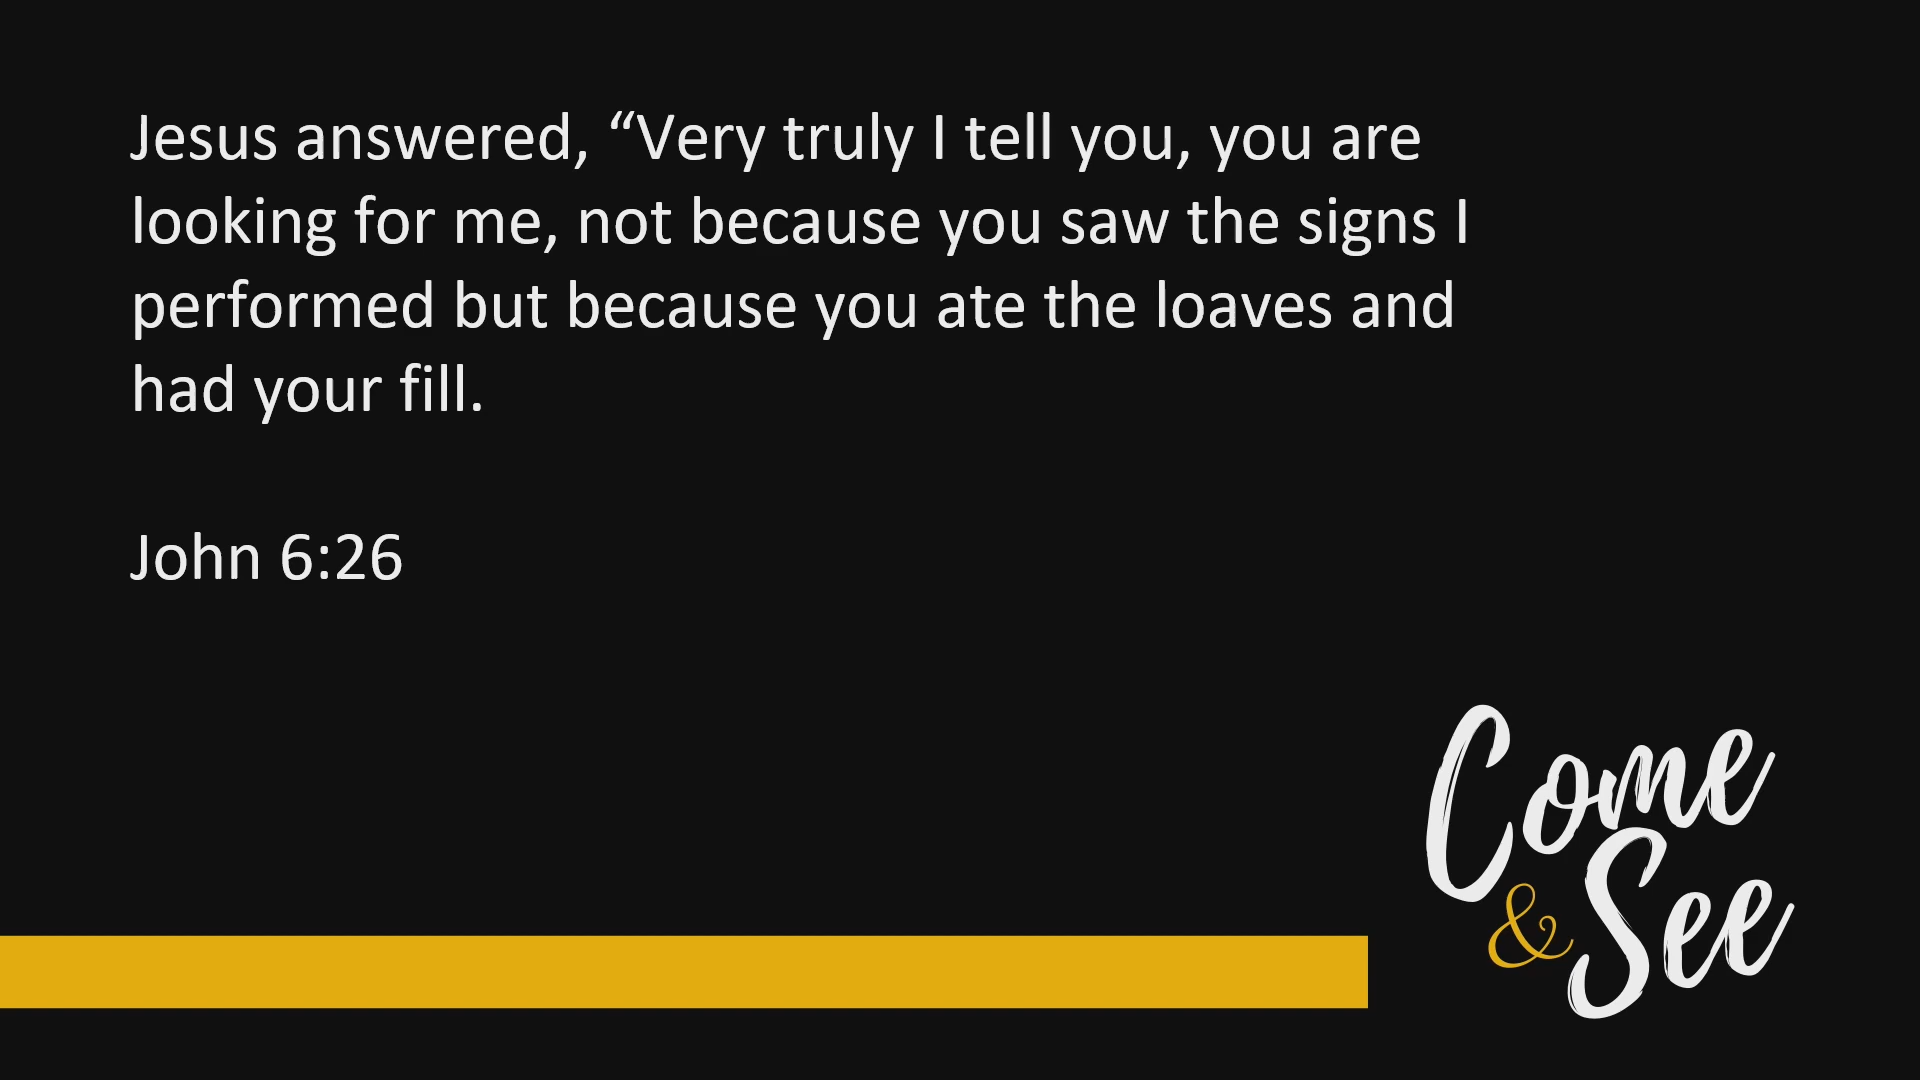 Jesus answered, “Very truly I tell you, you are
looking for me, not because you saw the signs I
performed but because you ate the loaves and
had your fill.
John 6:26
Come
& See